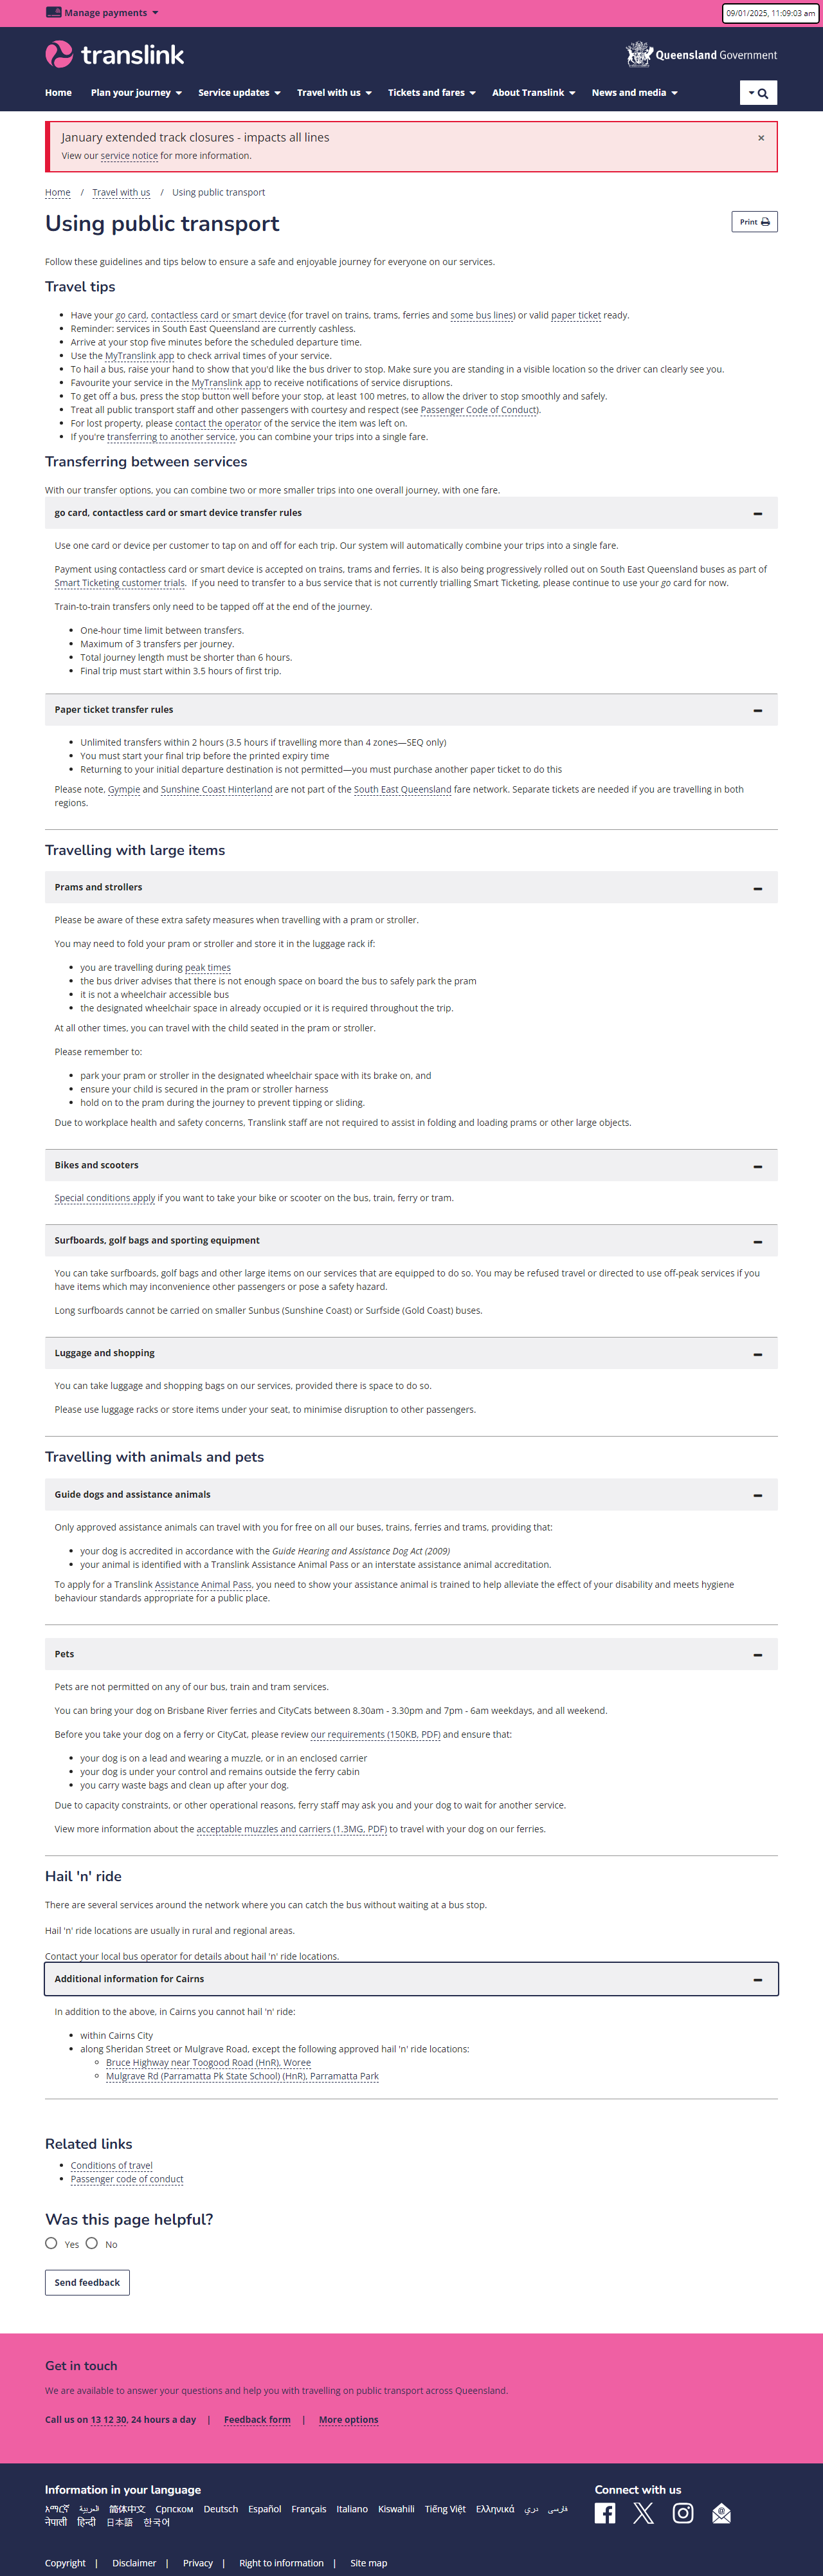 Manage payments
09/01/2025, 11:09:03 am
translink
Queensland Government
Home Plan your journey Service updates Travel with us Tickets and fares About Translink News and media
January extended track closures - impacts all lines
×
View our service notice for more information.
Home / Travel with us / Using public transport
Using public transport
Print
Follow these guidelines and tips below to ensure a safe and enjoyable journey for everyone on our services.
Travel tips
Have your go card, contactless card or smart device (for travel on trains, trams, ferries and some bus lines) or valid paper ticket ready.
Reminder: services in South East Queensland are currently cashless.
Arrive at your stop five minutes before the scheduled departure time.
Use the MyTranslink app to check arrival times of your service.
To hail a bus, raise your hand to show that you'd like the bus driver to stop. Make sure you are standing in a visible location so the driver can clearly see you.
Favourite your service in the MyTranslink app to receive notifications of service disruptions.
To get off a bus, press the stop button well before your stop, at least 100 metres, to allow the driver to stop smoothly and safely.
Treat all public transport staff and other passengers with courtesy and respect (see Passenger Code of Conduct).
For lost property, please contact the operator of the service the item was left on.
If you're transferring to another service, you can combine your trips into a single fare.
Transferring between services
With our transfer options, you can combine two or more smaller trips into one overall journey, with one fare.
go card, contactless card or smart device transfer rules
Use one card or device per customer to tap on and off for each trip. Our system will automatically combine your trips into a single fare.
Payment using contactless card or smart device is accepted on trains, trams and ferries. It is also being progressively rolled out on South East Queensland buses as part of
Smart Ticketing customer trials. If you need to transfer to a bus service that is not currently trialling Smart Ticketing, please continue to use your go card for now.
Train-to-train transfers only need to be tapped off at the end of the journey.
One-hour time limit between transfers.
Maximum of 3 transfers per journey.
Total journey length must be shorter than 6 hours.
Final trip must start within 3.5 hours of first trip.
Paper ticket transfer rules
Unlimited transfers within 2 hours (3.5 hours if travelling more than 4 zones—SEQ only)
You must start your final trip before the printed expiry time
Returning to your initial departure destination is not permitted—you must purchase another paper ticket to do this
Please note, Gympie and Sunshine Coast Hinterland are not part of the South East Queensland fare network. Separate tickets are needed if you are travelling in both
regions.
Travelling with large items
Prams and strollers
Please be aware of these extra safety measures when travelling with a pram or stroller.
You may need to fold your pram or stroller and store it in the luggage rack if:
you are travelling during peak times
the bus driver advises that there is not enough space on board the bus to safely park the pram
it is not a wheelchair accessible bus
the designated wheelchair space in already occupied or it is required throughout the trip.
At all other times, you can travel with the child seated in the pram or stroller.
Please remember to:
park your pram or stroller in the designated wheelchair space with its brake on, and
ensure your child is secured in the pram or stroller harness
hold on to the pram during the journey to prevent tipping or sliding.
Due to workplace health and safety concerns, Translink staff are not required to assist in folding and loading prams or other large objects.
Bikes and scooters
Special conditions apply if you want to take your bike or scooter on the bus, train, ferry or tram.
Surfboards, golf bags and sporting equipment
You can take surfboards, golf bags and other large items on our services that are equipped to do so. You may be refused travel or directed to use off-peak services if you
have items which may inconvenience other passengers or pose a safety hazard.
Long surfboards cannot be carried on smaller Sunbus (Sunshine Coast) or Surfside (Gold Coast) buses.
Luggage and shopping
You can take luggage and shopping bags on our services, provided there is space to do so.
Please use luggage racks or store items under your seat, to minimise disruption to other passengers.
Travelling with animals and pets
Guide dogs and assistance animals
Only approved assistance animals can travel with you for free on all our buses, trains, ferries and trams, providing that:
your dog is accredited in accordance with the Guide Hearing and Assistance Dog Act (2009)
your animal is identified with a Translink Assistance Animal Pass or an interstate assistance animal accreditation.
To apply for a Translink Assistance Animal Pass, you need to show your assistance animal is trained to help alleviate the effect of your disability and meets hygiene
behaviour standards appropriate for a public place.
Pets
Pets are not permitted on any of our bus, train and tram services.
You can bring your dog on Brisbane River ferries and CityCats between 8.30am - 3.30pm and 7pm - 6am weekdays, and all weekend.
Before you take your dog on a ferry or CityCat, please review our requirements (150KB, PDF) and ensure that:
your dog is on a lead and wearing a muzzle, or in an enclosed carrier
your dog is under your control and remains outside the ferry cabin
you carry waste bags and clean up after your dog.
Due to capacity constraints, or other operational reasons, ferry staff may ask you and your dog to wait for another service.
View more information about the acceptable muzzles and carriers (1.3MG, PDF) to travel with your dog on our ferries.
Hail 'n' ride
There are several services around the network where you can catch the bus without waiting at a bus stop.
Hail 'n' ride locations are usually in rural and regional areas.
Contact your local bus operator for details about hail 'n' ride locations.
Additional information for Cairns
In addition to the above, in Cairns you cannot hail 'n' ride:
within Cairns City
along Sheridan Street or Mulgrave Road, except the following approved hail 'n' ride locations:
Bruce Highway near Toogood Road (HnR), Woree
Mulgrave Rd (Parramatta Pk State School) (HnR), Parramatta Park
Related links
Conditions of travel
Passenger code of conduct
Was this page helpful?
Yes No
Send feedback
Get in touch
We are available to answer your questions and help you with travelling on public transport across Queensland.
Call us on 13 12 30, 24 hours a day | Feedback form | More options
Information in your language
Connect with us
አማርኛ العربية 简体中文 Српском Deutsch Español Français Italiano Kiswahili Tiếng Việt Ελληνικά دري فارسی
नेपाली हिन्दी 日本語 한국어
Copyright | Disclaimer | Privacy | Right to information | Site map